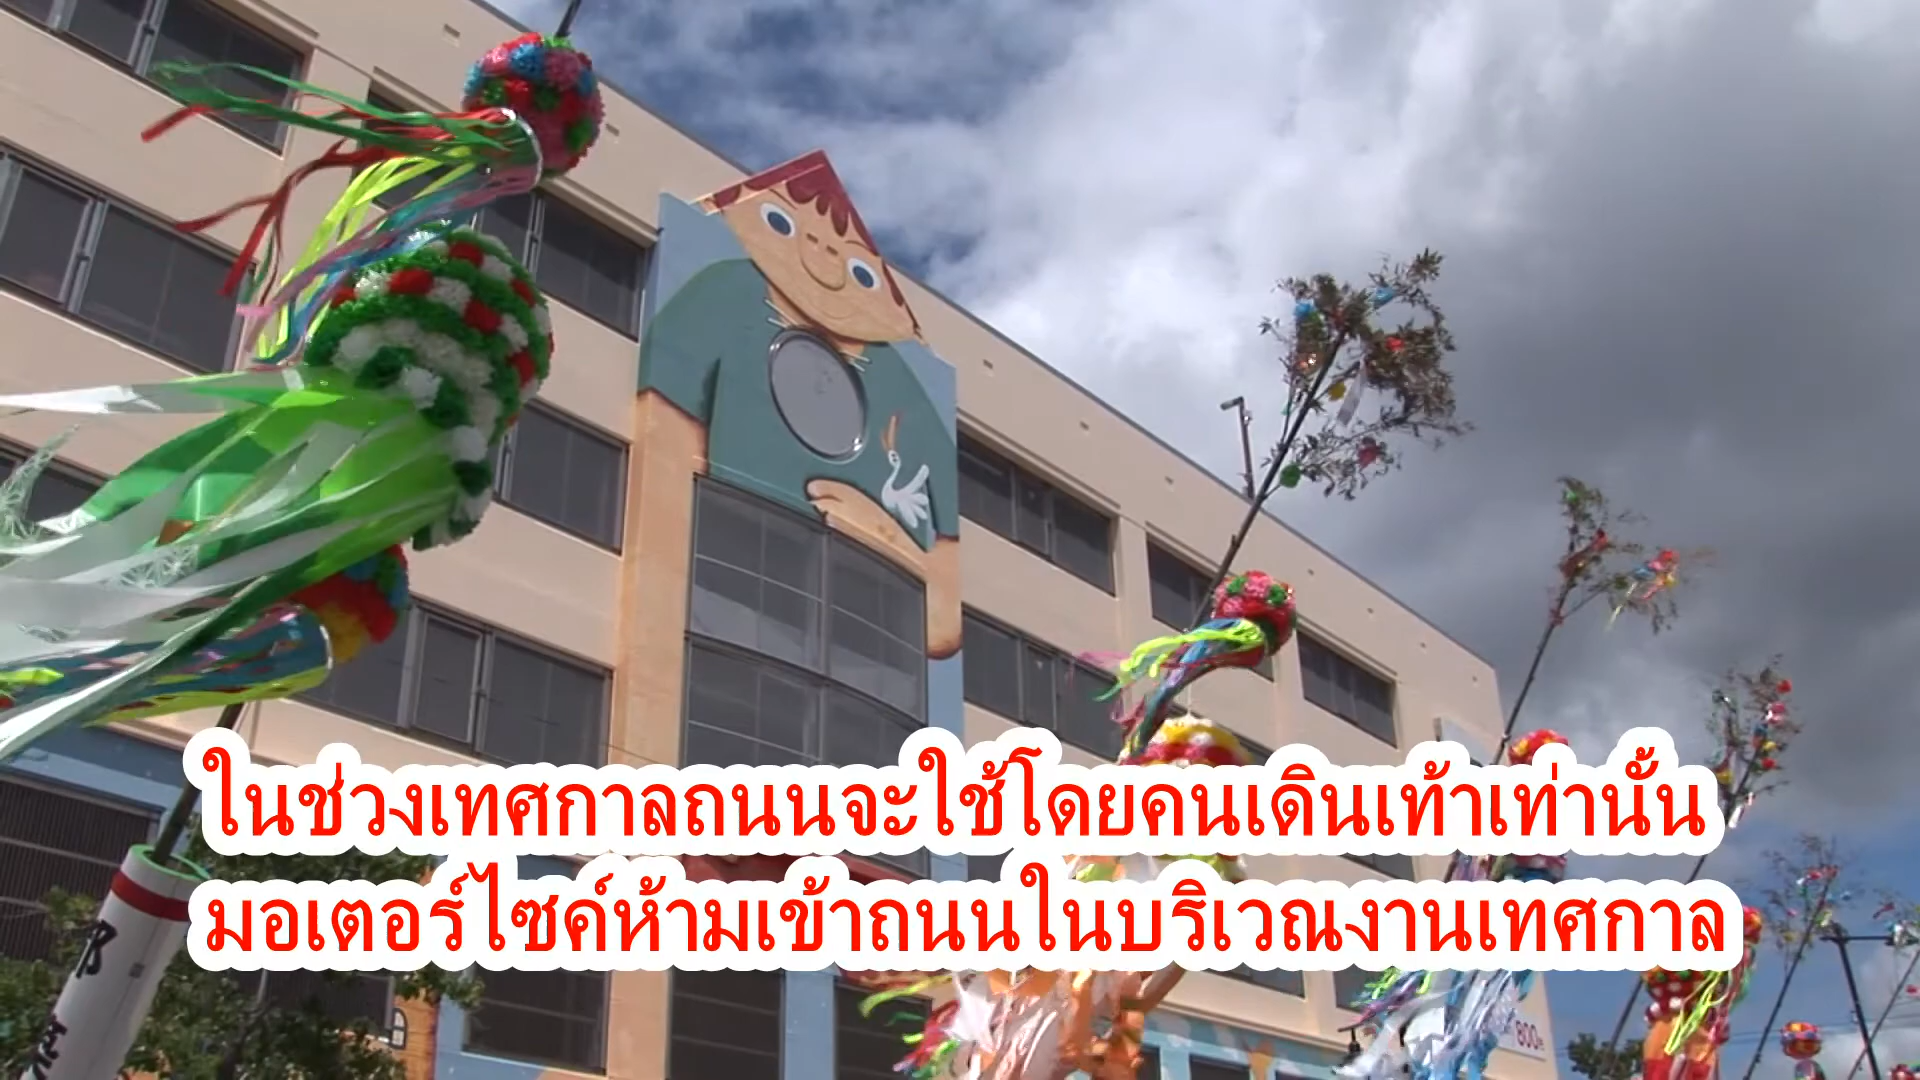 ในช่วงเทศกาลถนนจะใช้โดยคนเดินเท้าเท่านั้น
มอเตอร์ไซค์ห้ามเข้าถนนในบริเวณงานเทศกาล
800